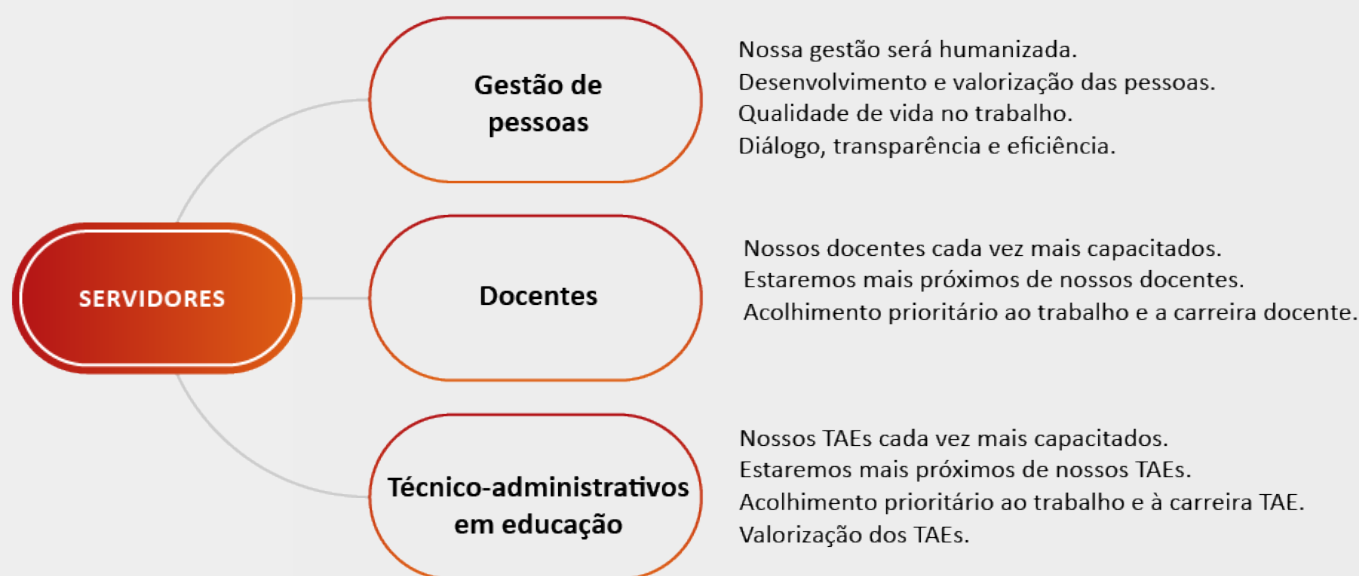 SERVIDORES
Gestão de
pessoas
Nossa gestão será humanizada.
Desenvolvimento e valorização das pessoas.
Qualidade de vida no trabalho.
Diálogo, transparência e eficiência.
Docentes
Nossos docentes cada vez mais capacitados.
Estaremos mais próximos de nossos docentes.
Acolhimento prioritário ao trabalho e a carreira docente.
Técnico-administrativos
em educação
Nossos TAEs cada vez mais capacitados.
Estaremos mais próximos de nossos TAEs.
Acolhimento prioritário ao trabalho e à carreira TAE.
Valorização dos TAEs.